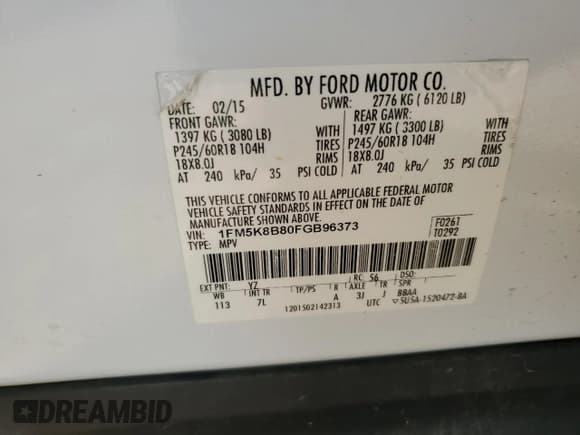 MFD. BY FORD MOTOR CO.
DATE: 02/15 GVWR: 2776 KG ( 6120 LB)
FRONT GAWR: REAR GAWR:
1397 KG ( 3080 LB) WITH 1497 KG ( 3300 LB) WITH
P245/60R18 104H TIRES P245/60R18 104H TIRES
18X8.0J RIMS 18X8.0J RIMS
AT 240 kPa/ 35 PSI COLD AT 240 kPa/ 35 PSI COLD
THIS VEHICLE CONFORMS TO ALL APPLICABLE FEDERAL MOTOR
VEHICLE SAFETY STANDARDS IN EFFECT ON THE DATE OF
MANUFACTURE SHOWN ABOVE.
VIN: 1FM5K8B80FGB96373 F0261
TYPE: MPV T0292
EXT PNT: YZ RC: 56 DSO:
WB INT TR TP/PS R AXLE TR SPR
113 7L A 3J J BBAA
1201502142313 UTC ▽5U5A-1520472-BA
DREAMBID